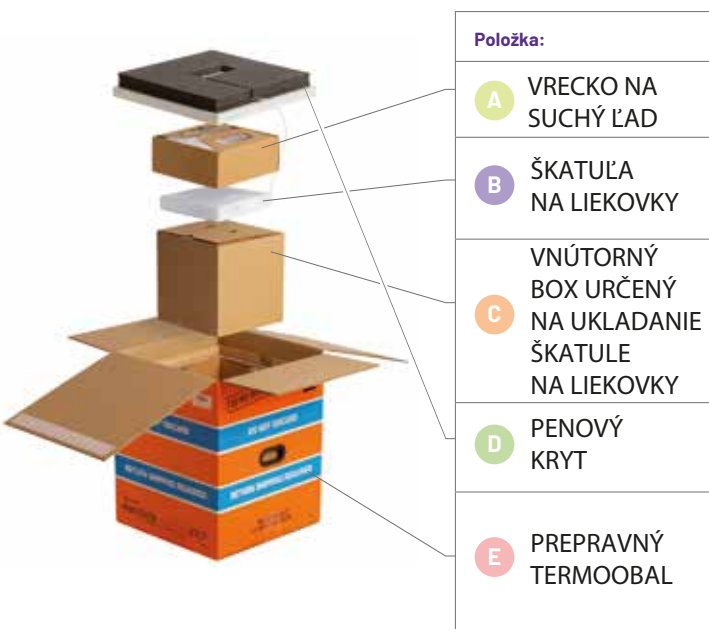 Položka:
A
VRECKO NA
SUCHÝ ĽAD
B
ŠKATUĽA
NA LIEKOVKY
C
VNÚTORNÝ
BOX URČENÝ
NA UKLADANIE
ŠKATULE
NA LIEKOVKY
D
PENOVÝ
KRYT
E
PREPRAVNÝ
TERMOOBAL